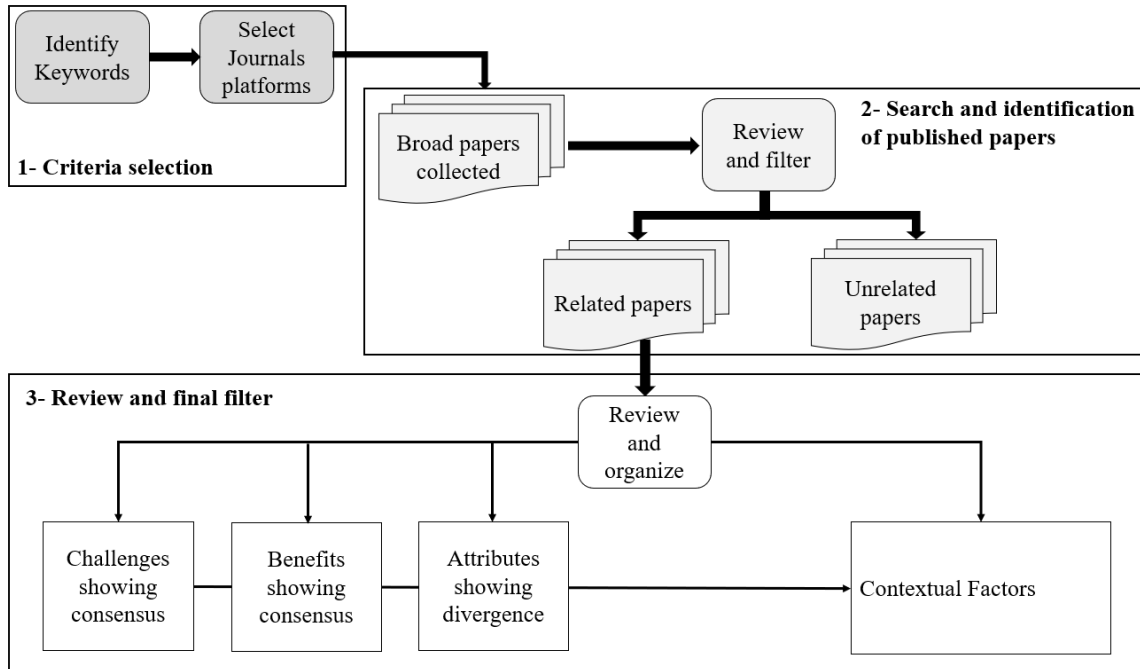 Identify
Keywords
Select
Journals
platforms
1- Criteria selection
2- Search and identification
of published papers
Broad papers
collected
Review
and filter
Related papers
Unrelated
papers
3- Review and final filter
Review
and
organize
Challenges
showing
consensus
Benefits
showing
consensus
Attributes
showing
divergence
Contextual Factors